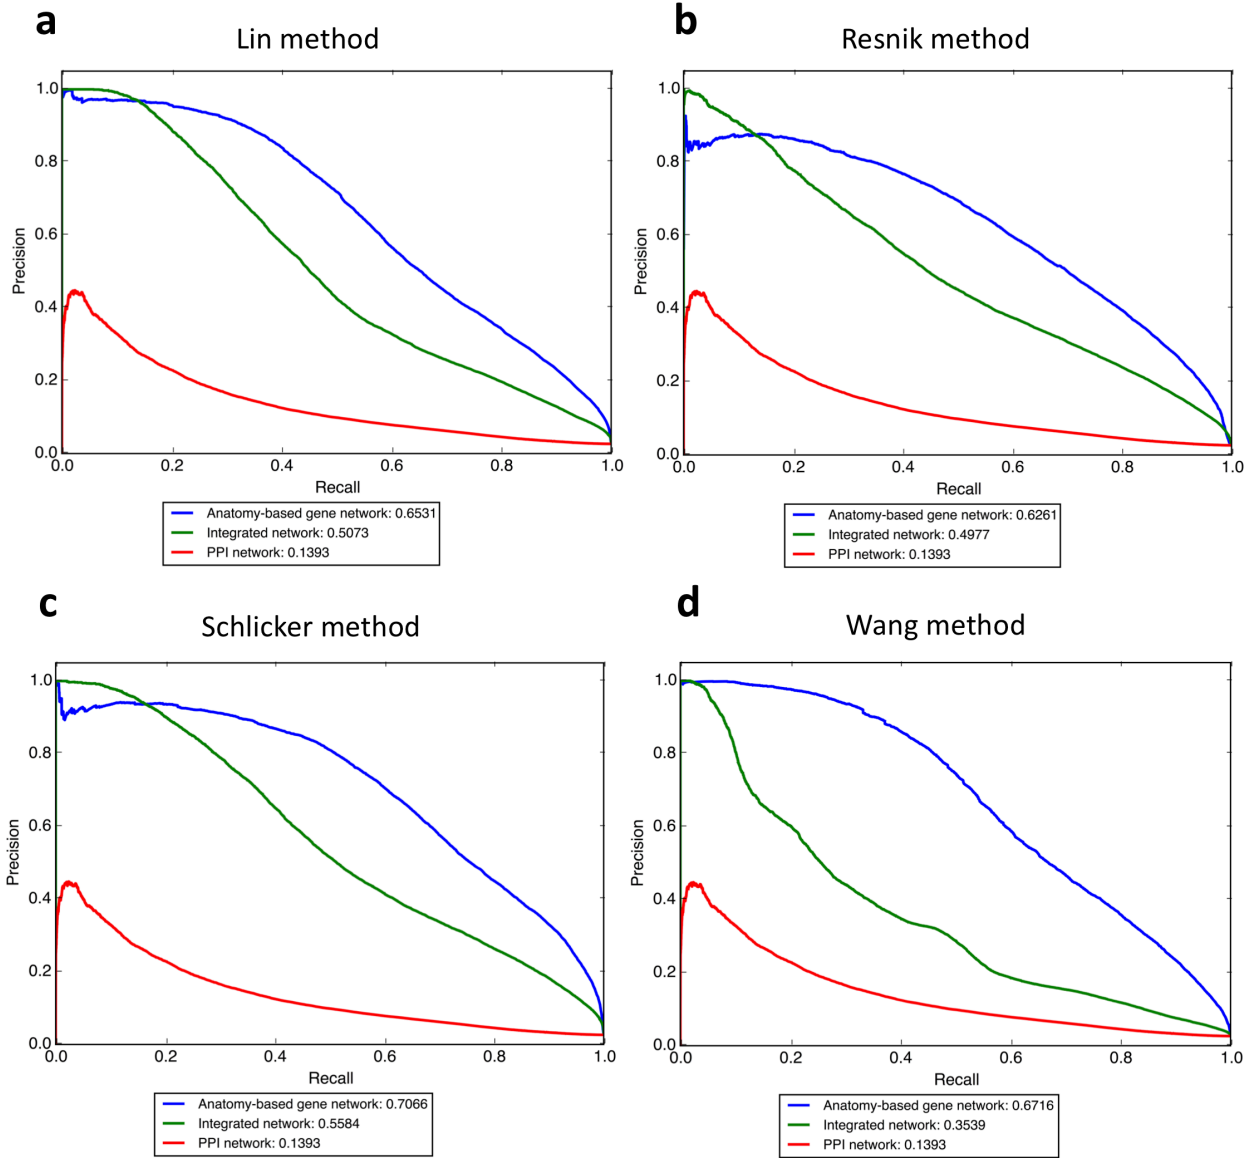 a
Lin method
1.0
0.8
0.6
0.4
0.2
0.0
Precision
0.0 0.2 0.4 0.6 0.8 1.0
Recall
Anatomy-based gene network: 0.6531
Integrated network: 0.5073
PPI network: 0.1393
b
Resnik method
1.0
0.8
0.6
0.4
0.2
0.0
Precision
0.0 0.2 0.4 0.6 0.8 1.0
Recall
Anatomy-based gene network: 0.6261
Integrated network: 0.4977
PPI network: 0.1393
c
Schlicker method
1.0
0.8
0.6
0.4
0.2
0.0
Precision
0.0 0.2 0.4 0.6 0.8 1.0
Recall
Anatomy-based gene network: 0.7066
Integrated network: 0.5584
PPI network: 0.1393
d
Wang method
1.0
0.8
0.6
0.4
0.2
0.0
Precision
0.0 0.2 0.4 0.6 0.8 1.0
Recall
Anatomy-based gene network: 0.6716
Integrated network: 0.3539
PPI network: 0.1393